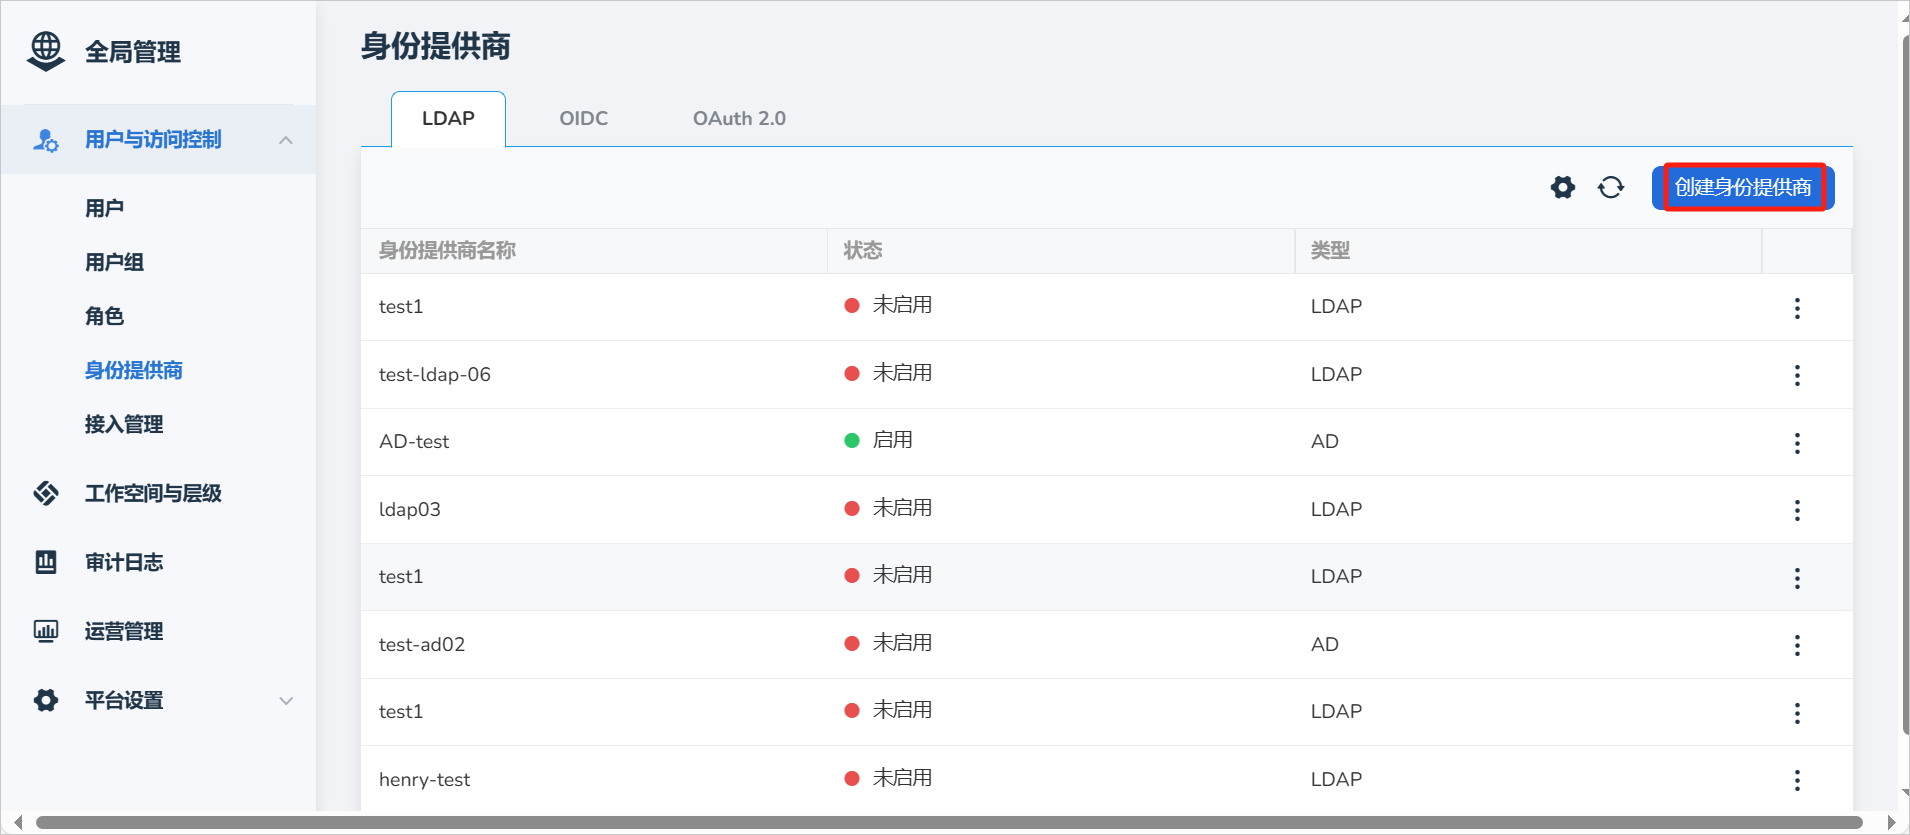 全局管理
用户与访问控制
用户
用户组
角色
身份提供商
接入管理
工作空间与层级
审计日志
运营管理
平台设置
身份提供商
LDAP OIDC OAuth 2.0
创建身份提供商
身份提供商名称 状态 类型
test1 未启用 LDAP
test-ldap-06 未启用 LDAP
AD-test 启用 AD
ldap03 未启用 LDAP
test1 未启用 LDAP
test-ad02 未启用 AD
test1 未启用 LDAP
henry-test 未启用 LDAP